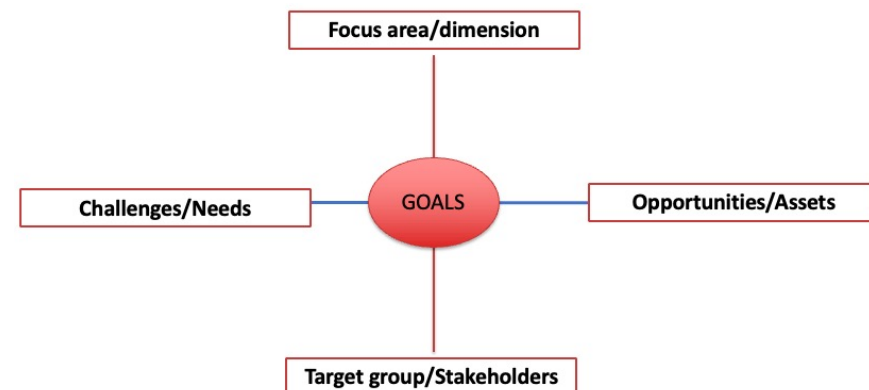 Focus area/dimension
Challenges/Needs
GOALS
Opportunities/Assets
Target group/Stakeholders